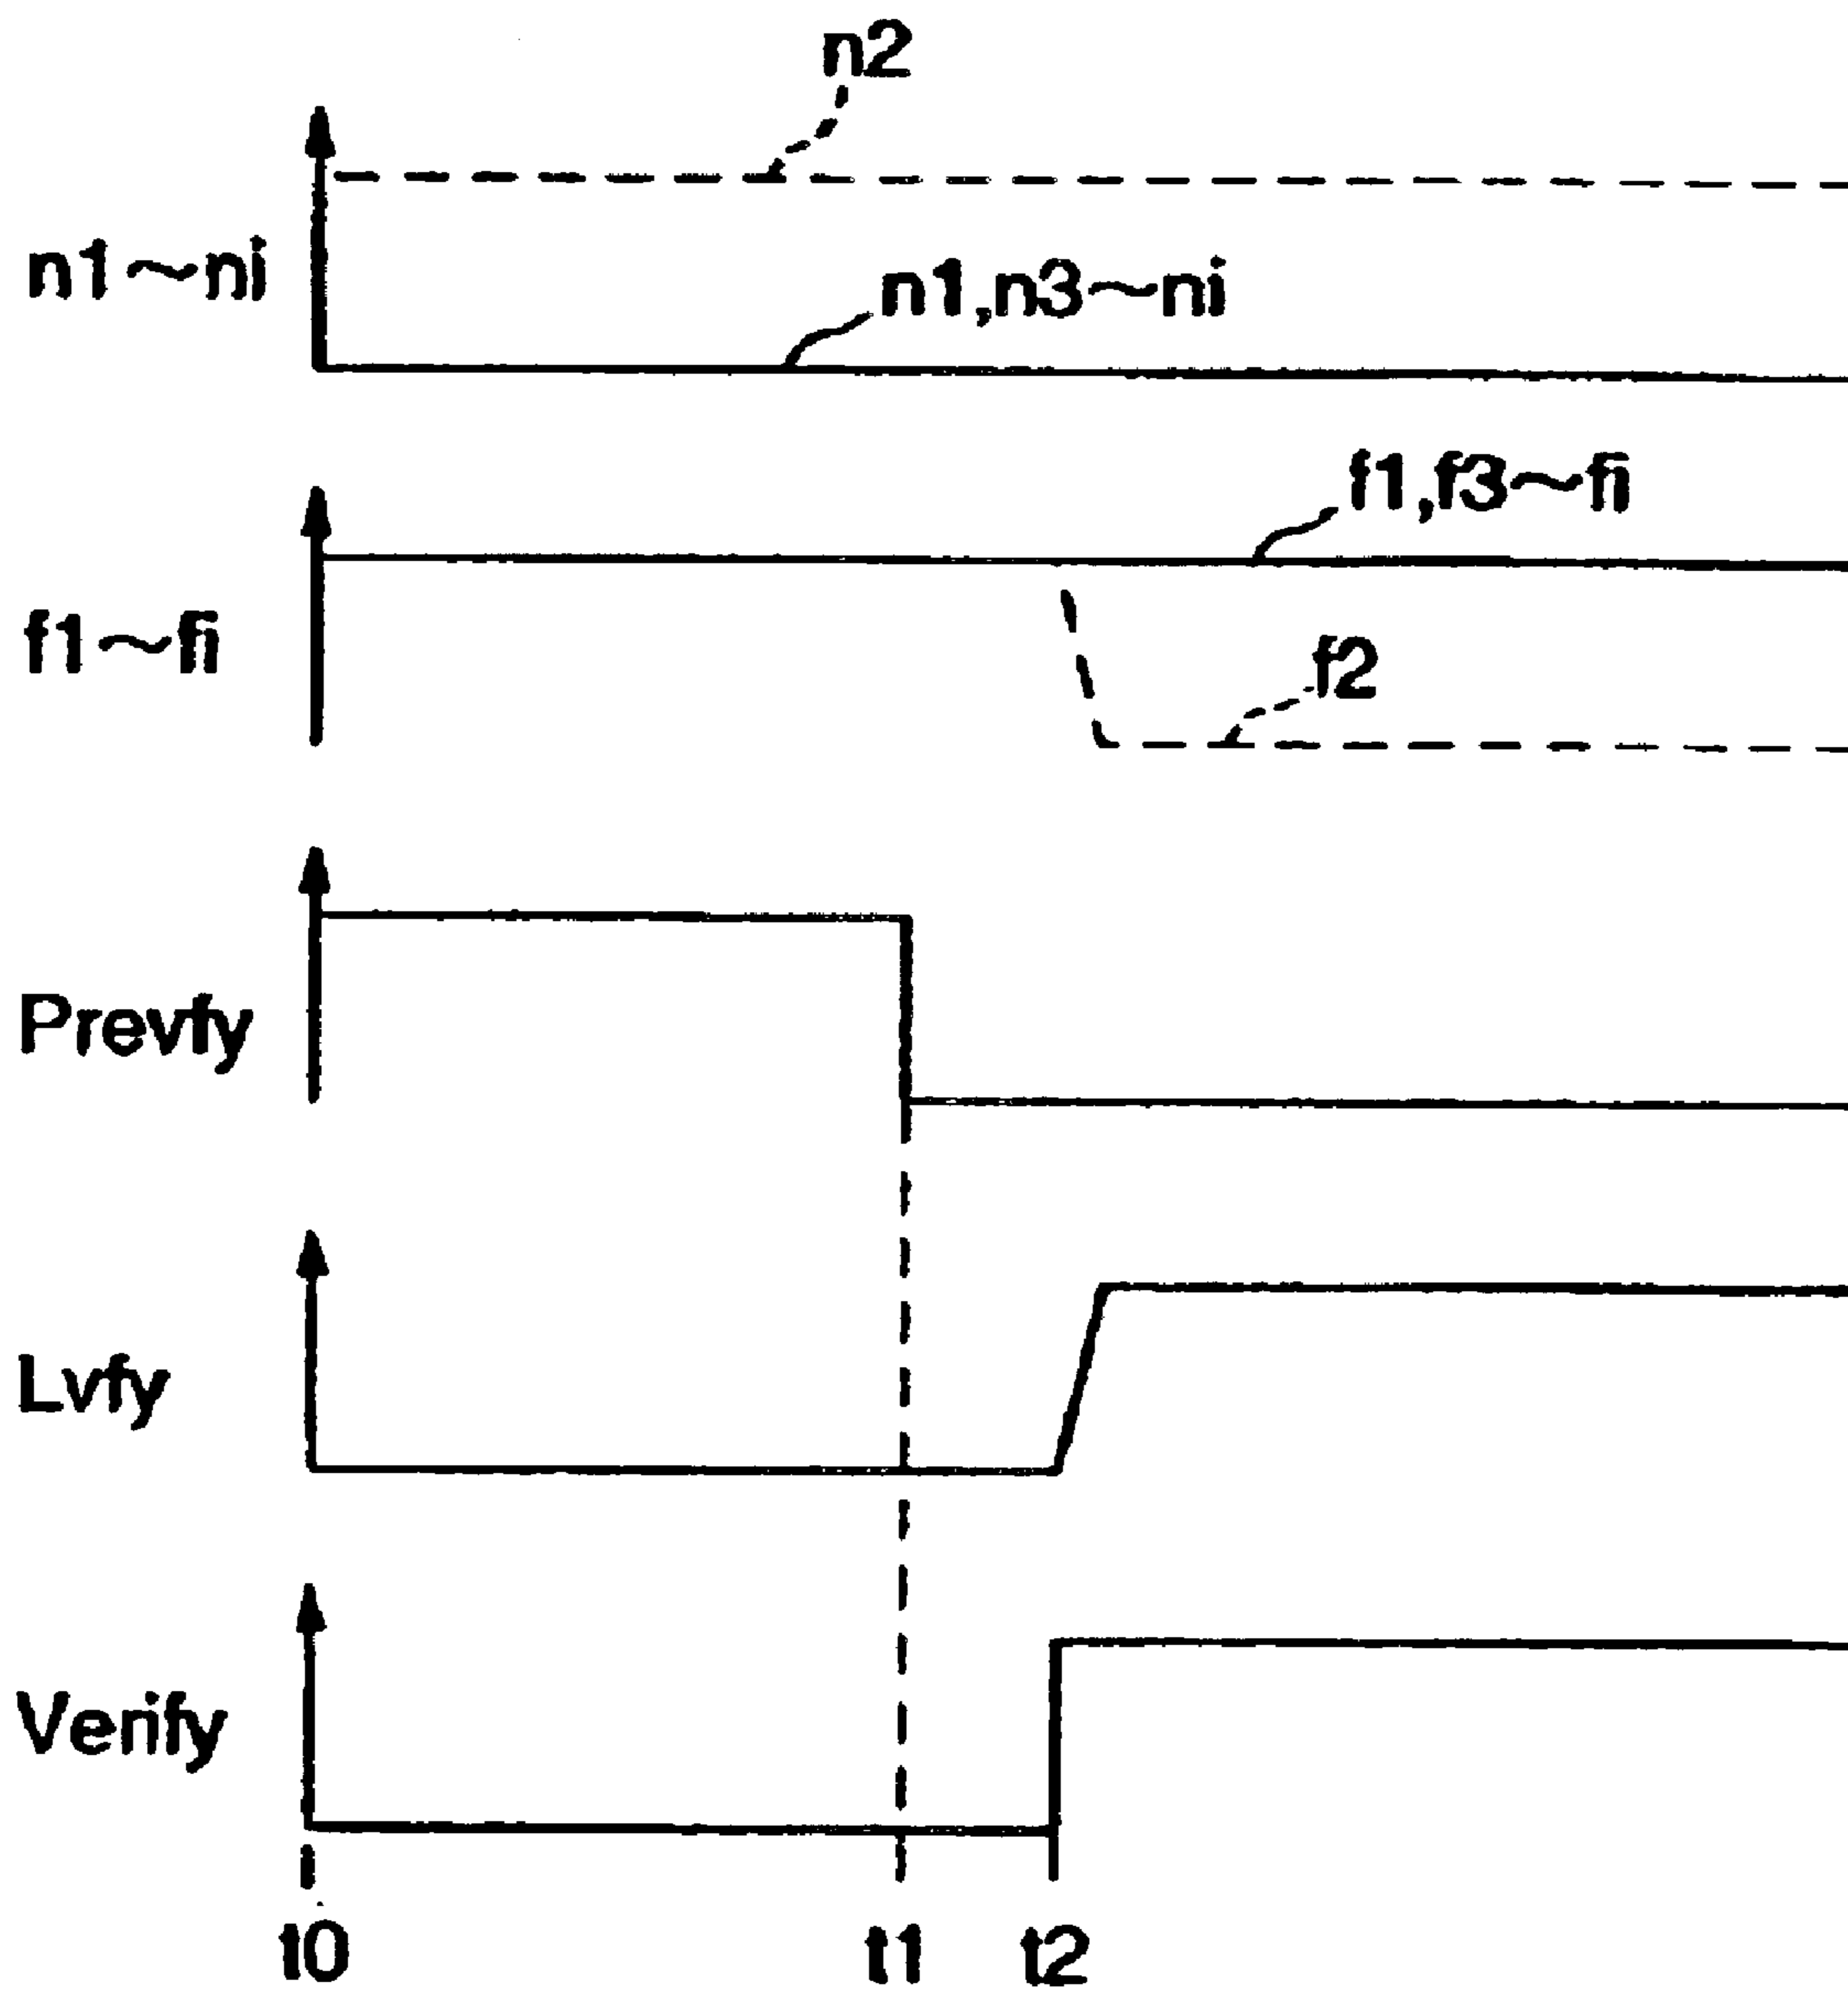 n2
n1~ni
n1,n3~ni
f1,f3~fi
f1~fi
f2
Prevfy
Lvfy
Verify
t0 t1 t2